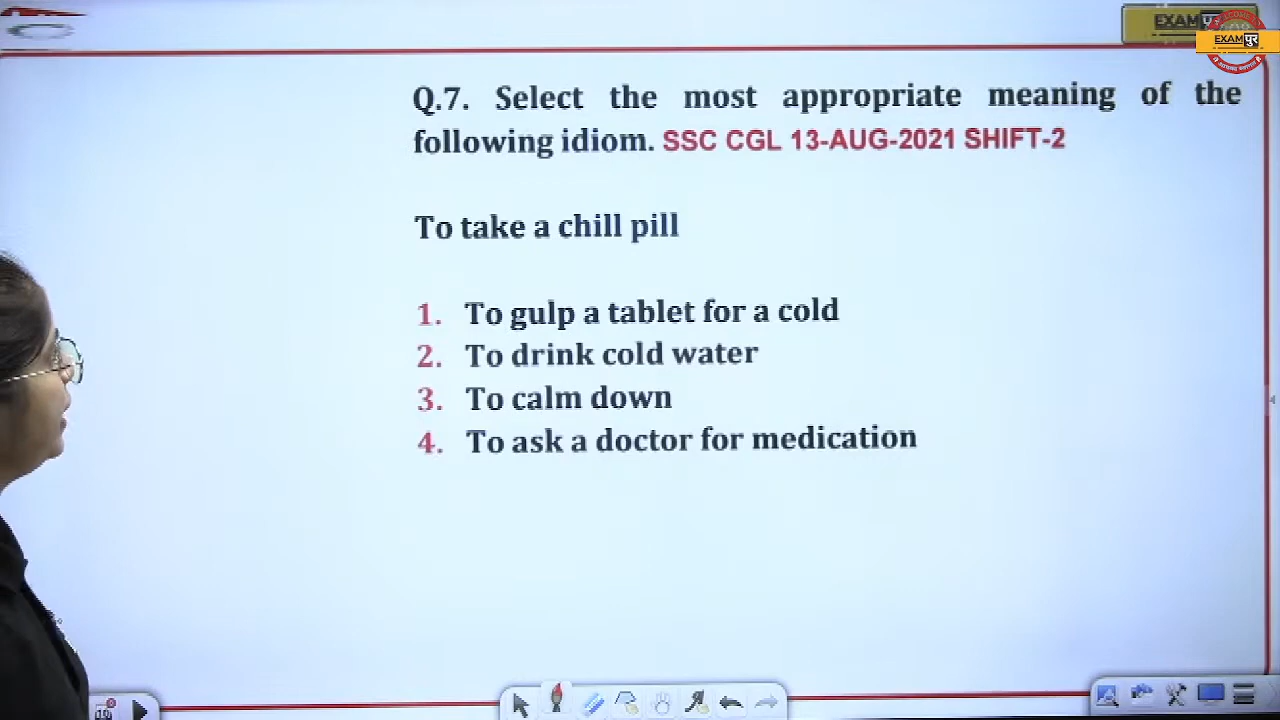 EXAMपुर
EXAMपुर
Q.7. Select the most appropriate meaning of the
following idiom. SSC CGL 13-AUG-2021 SHIFT-2
To take a chill pill
1. To gulp a tablet for a cold
2. To drink cold water
3. To calm down
4. To ask a doctor for medication